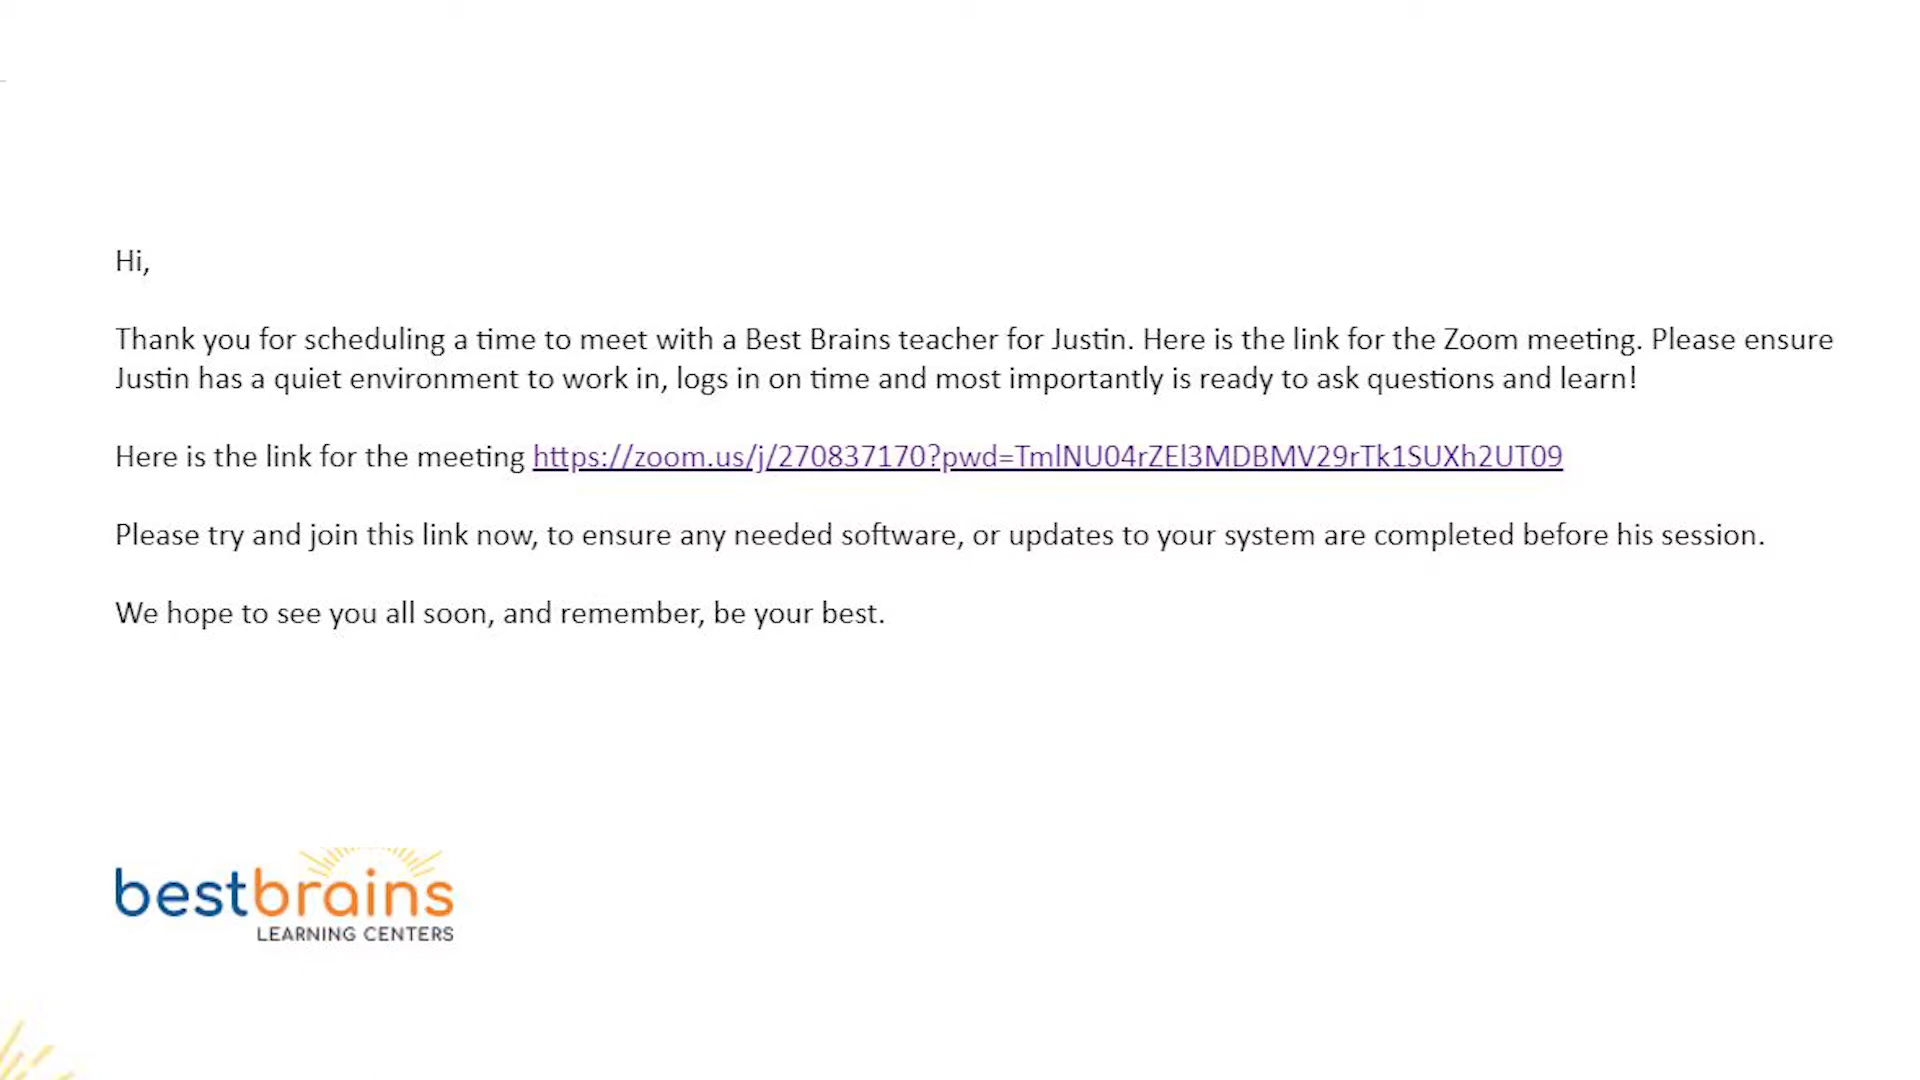 Hi,
Thank you for scheduling a time to meet with a Best Brains teacher for Justin. Here is the link for the Zoom meeting. Please ensure
Justin has a quiet environment to work in, logs in on time and most importantly is ready to ask questions and learn!
Here is the link for the meeting https://zoom.us/j/270837170?pwd=TmlNU04rZEl3MDBMV29rTk1SUXh2UT09
Please try and join this link now, to ensure any needed software, or updates to your system are completed before his session.
We hope to see you all soon, and remember, be your best.
bestbrains
LEARNING CENTERS